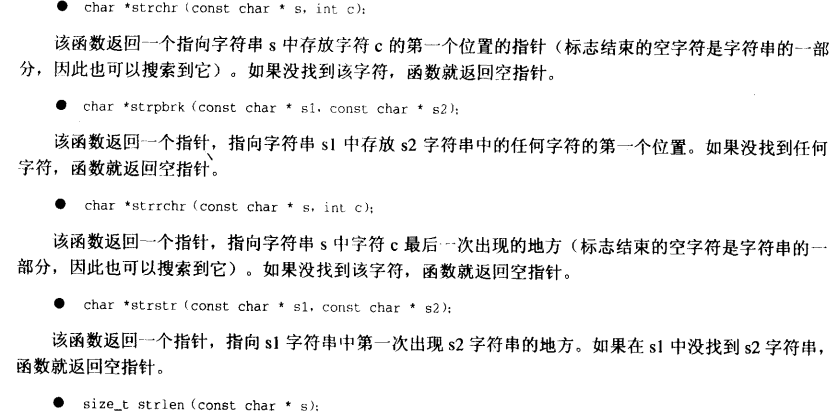 ● char *strchr(const char * s, int c);
该函数返回一个指向字符串 s 中存放字符 c 的第一个位置的指针（标志结束的空字符是字符串的一部
分，因此也可以搜索到它）。如果没找到该字符，函数就返回空指针。
● char *strpbrk(const char * s1, const char * s2);
该函数返回一个指针，指向字符串 s1 中存放 s2 字符串中的任何字符的第一个位置。如果没找到任何
字符，函数就返回空指针。
● char *strrchr(const char * s, int c);
该函数返回一个指针，指向字符串 s 中字符 c 最后一次出现的地方（标志结束的空字符是字符串的一
部分，因此也可以搜索到它）。如果没找到该字符，函数就返回空指针。
● char *strstr(const char * s1, const char * s2);
该函数返回一个指针，指向 s1 字符串中第一次出现 s2 字符串的地方。如果在 s1 中没找到 s2 字符串，
函数就返回空指针。
● size_t strlen(const char * s);